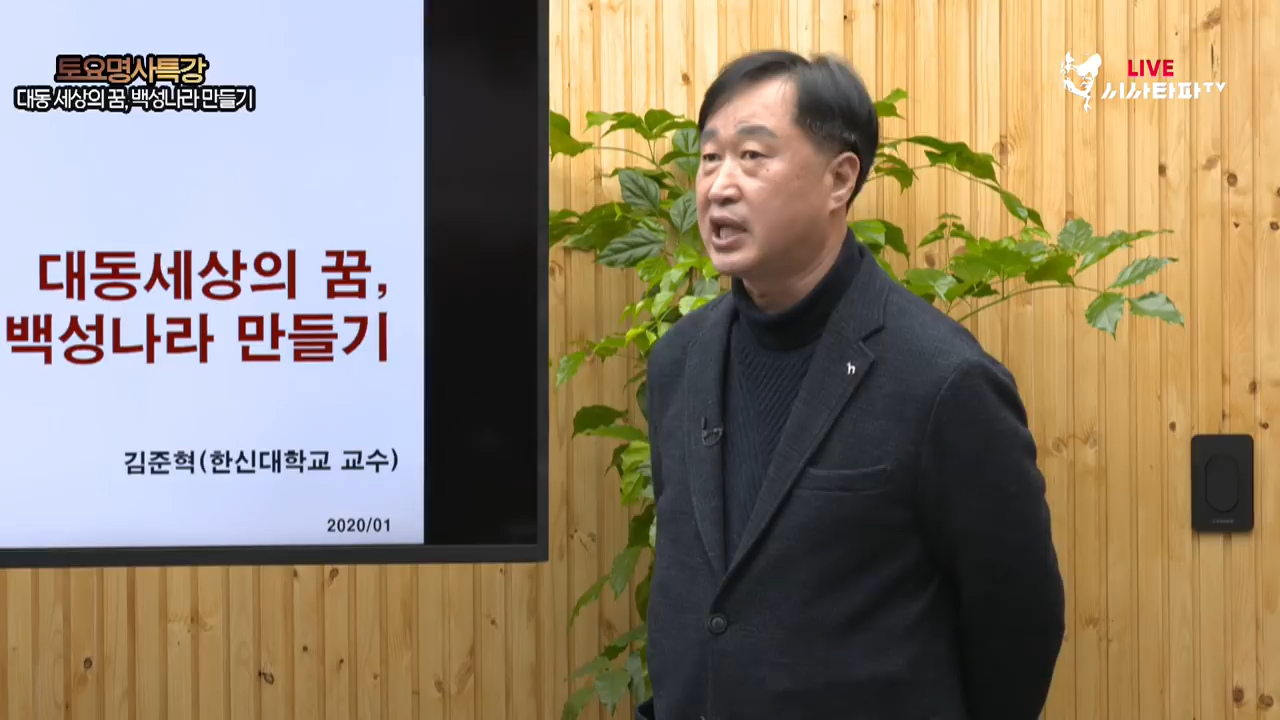 토요명사특강
대동 세상의 꿈, 백성나라 만들기
LIVE
시사타파TV
대동세상의 꿈,
백성나라 만들기
김준혁(한신대학교 교수)
2020/01
h